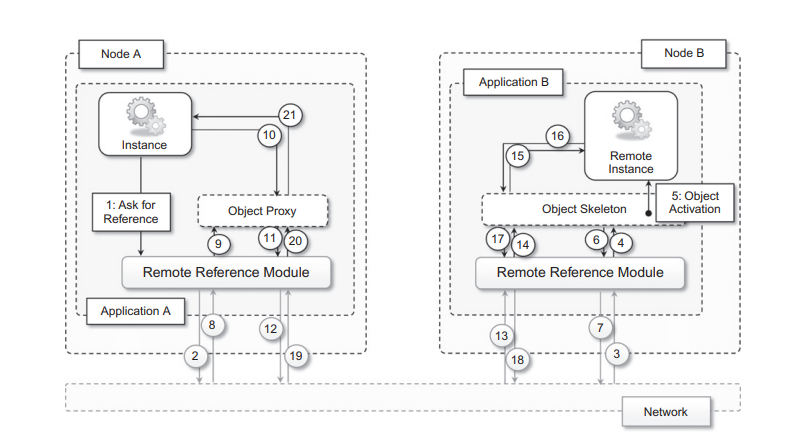 Node A
Node B
Application B
21
10
16
15
Instance
Remote
Instance
1: Ask for
Reference
Object Proxy
Object Skeleton
5: Object
Activation
9
11
20
17
14
6
4
Remote Reference Module
Remote Reference Module
Application A
8
12
7
13
2
19
18
3
Network